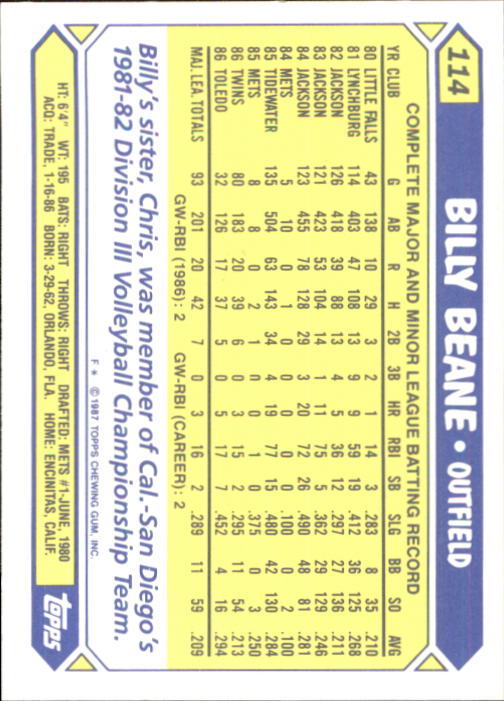 114
BILLY BEANE • OUTFIELD
COMPLETE MAJOR AND MINOR LEAGUE BATTING RECORD
YR CLUB G AB R H 2B 3B HR RBI SB SLG BB SO AVG
80 LITTLE FALLS 43 138 10 29 3 2 1 14 3 .283 8 35 .210
81 LYNCHBURG 114 403 47 108 13 9 9 59 19 .412 36 125 .268
82 JACKSON 126 418 39 88 13 4 5 36 12 .297 27 136 .211
83 JACKSON 121 423 53 104 14 1 11 75 5 .362 29 129 .246
84 JACKSON 123 455 78 128 29 3 20 72 26 .490 48 81 .281
84 METS 5 10 0 1 0 0 0 0 0 .100 0 2 .100
85 TIDEWATER 135 504 63 143 34 4 19 77 15 .480 42 130 .284
85 METS 8 8 0 2 1 0 0 1 0 .375 0 3 .250
86 TWINS 80 183 20 39 6 0 3 15 2 .295 11 54 .213
86 TOLEDO 32 126 17 37 5 0 5 17 7 .452 4 16 .294
MAJ. LEA. TOTALS 93 201 20 42 7 0 3 16 2 .289 11 59 .209
GW-RBI (1986): 2 GW-RBI (CAREER): 2
F * © 1987 TOPPS CHEWING GUM, INC.
Billy's sister, Chris, was member of Cal.-San Diego's
1981-82 Division III Volleyball Championship Team.
HT: 6'4" WT: 195 BATS: RIGHT THROWS: RIGHT DRAFTED: METS #1-JUNE, 1980
ACQ: TRADE, 1-16-86 BORN: 3-29-62, ORLANDO, FLA. HOME: ENCINITAS, CALIF.
topps